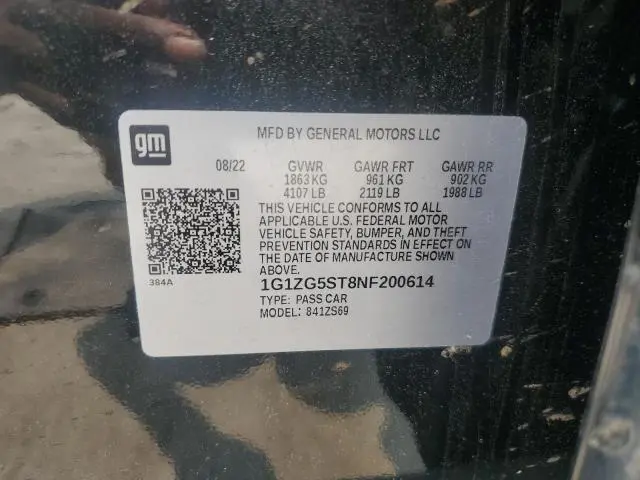 gm
MFD BY GENERAL MOTORS LLC
08/22 GVWR GAWR FRT GAWR RR
1863 KG 961 KG 902 KG
4107 LB 2119 LB 1988 LB
THIS VEHICLE CONFORMS TO ALL
APPLICABLE U.S. FEDERAL MOTOR
VEHICLE SAFETY, BUMPER, AND THEFT
PREVENTION STANDARDS IN EFFECT ON
THE DATE OF MANUFACTURE SHOWN
ABOVE.
384A
1G1ZG5ST8NF200614
TYPE: PASS CAR
MODEL: 841ZS69